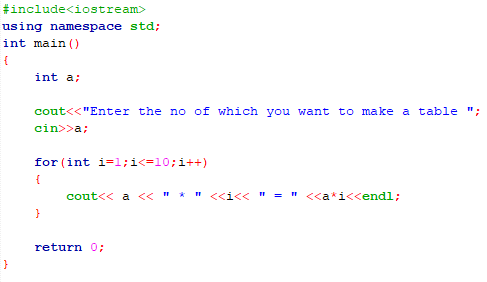 #include<iostream>
using namespace std;
int main()
{
int a;
cout<<"Enter the no of which you want to make a table ";
cin>>a;
for(int i=1;i<=10;i++)
{
cout<< a << " * " <<i<< " = " <<a*i<<endl;
}
return 0;
}